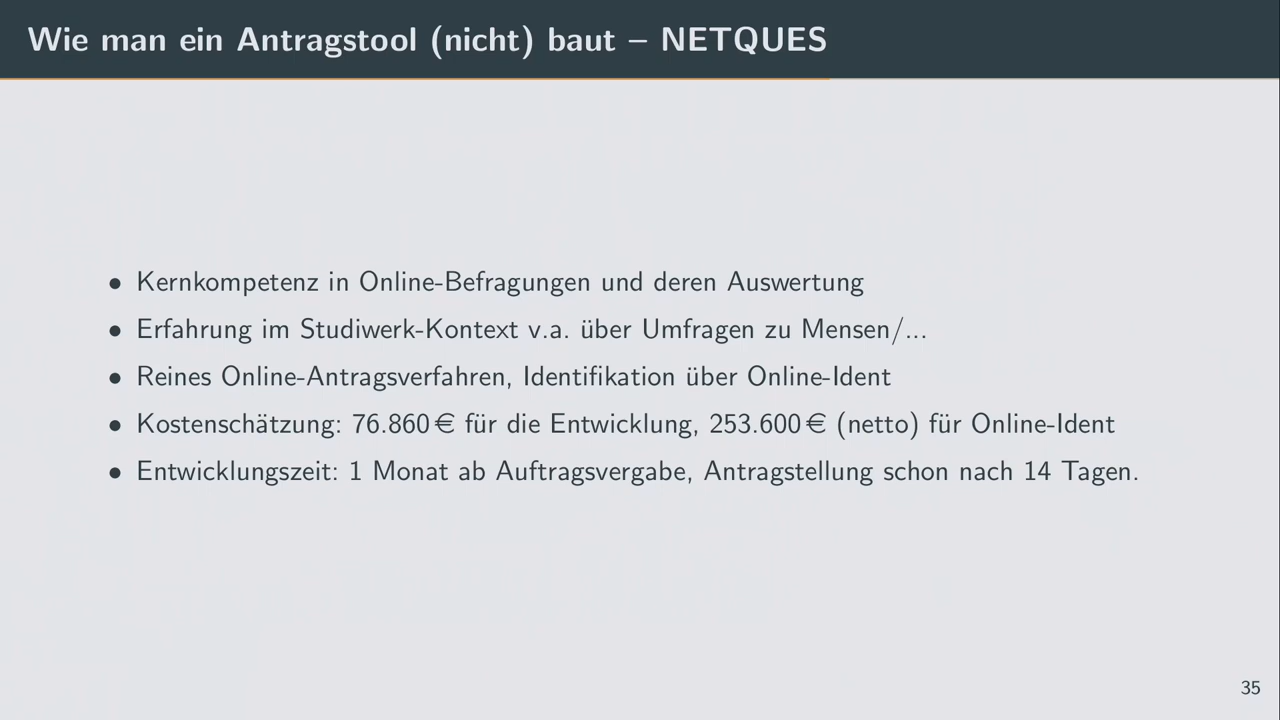 Wie man ein Antragstool (nicht) baut – NETQUES
• Kernkompetenz in Online-Befragungen und deren Auswertung
• Erfahrung im Studiwerk-Kontext v.a. über Umfragen zu Mensen/...
• Reines Online-Antragsverfahren, Identifikation über Online-Ident
• Kostenschätzung: 76.860 € für die Entwicklung, 253.600 € (netto) für Online-Ident
• Entwicklungszeit: 1 Monat ab Auftragsvergabe, Antragstellung schon nach 14 Tagen.
35